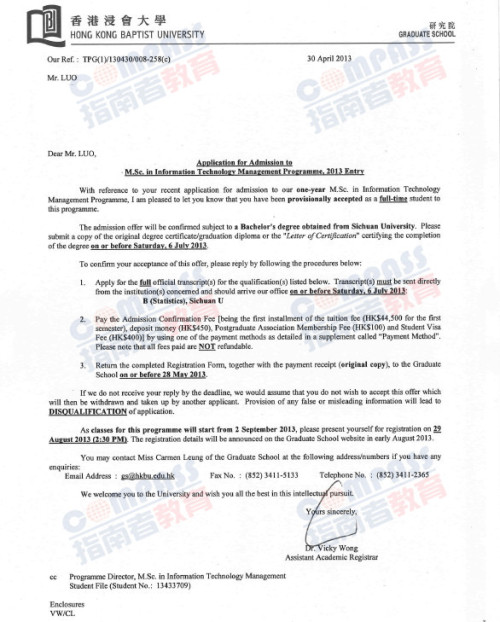 香港浸會大學
HONG KONG BAPTIST UNIVERSITY
研究院
GRADUATE SCHOOL
Our Ref. : TPG(1)/130430/008-258(c)
30 April 2013
Mr. LUO
COMPASS
指南者教育
Dear Mr. LUO,
Application for Admission to
M.Sc. in Information Technology Management Programme, 2013 Entry
With reference to your recent application for admission to our one-year M.Sc. in Information Technology
Management Programme, I am pleased to let you know that you have been provisionally accepted as a full-time student to
this programme.
The admission offer will be confirmed subject to a Bachelor's degree obtained from Sichuan University. Please
submit a copy of the original degree certificate/graduation diploma or the "Letter of Certification" certifying the completion
of the degree on or before Saturday, 6 July 2013.
To confirm your acceptance of this offer, please reply by following the procedures below:
1. Apply for the full official transcript(s) for the qualification(s) listed below. Transcript(s) must be sent directly
from the institution(s) concerned and should arrive our office on or before Saturday, 6 July 2013:
B (Statistics), Sichuan U
2. Pay the Admission Confirmation Fee [being the first installment of the tuition fee (HK$44,500 for the first
semester), deposit money (HK$450), Postgraduate Association Membership Fee (HK$100) and Student Visa
Fee (HK$400)] by using one of the payment methods as detailed in a supplement called "Payment Method".
Please note that all fees paid are NOT refundable.
3. Return the completed Registration Form, together with the payment receipt (original copy), to the Graduate
School on or before 28 May 2013.
If we do not receive your reply by the deadline, we would assume that you do not wish to accept this offer which
will then be withdrawn and taken up by another applicant. Provision of any false or misleading information will lead to
DISQUALIFICATION of application.
As classes for this programme will start from 2 September 2013, please present yourself for registration on 29
August 2013 (2:30 PM). The registration details will be announced on the Graduate School website in early August 2013.
You may contact Miss Carmen Leung of the Graduate School at the following address/numbers if you have any
enquiries:
Email Address : gs@hkbu.edu.hk Fax No. : (852) 3411-5133 Telephone No. : (852) 3411-2365
We welcome you to the University and wish you all the best in this intellectual pursuit.
Yours sincerely,
Dr. Vicky Wong
Assistant Academic Registrar
cc Programme Director, M.Sc. in Information Technology Management
Student File (Student No.: 13433709)
Enclosures
VW/CL